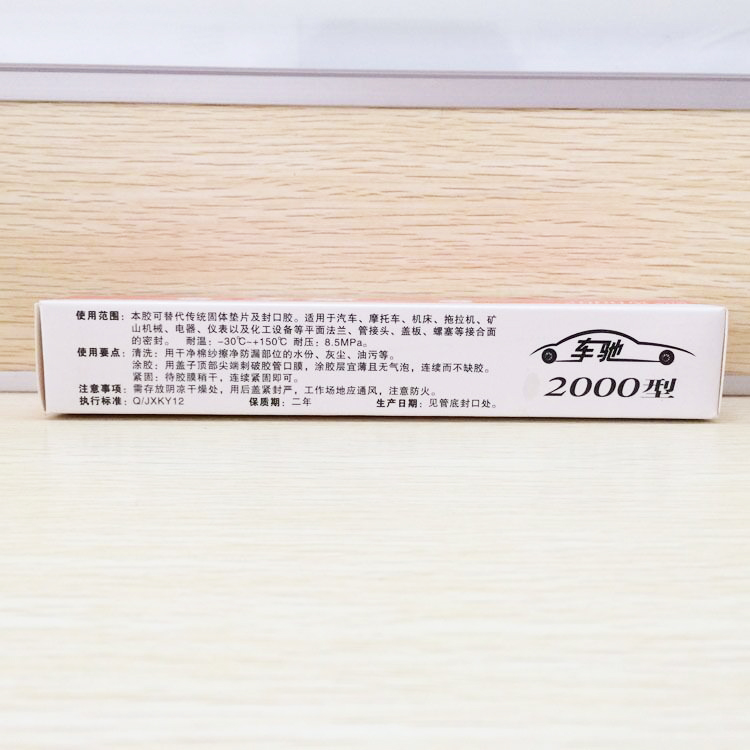 使用范围：本胶可替代传统固体垫片及封口胶。适用于汽车、摩托车、机床、拖拉机、矿
山机械、电器、仪表以及化工设备等平面法兰、管接头、盖板、螺塞等接合面
的密封。 耐温：-30℃~+150℃ 耐压：8.5MPa。
使用要点：清洗：用干净棉纱擦净防漏部位的水份、灰尘、油污等。
涂胶：用盖子顶部尖端刺破胶管口膜，涂胶层宜薄且无气泡，连续而不缺胶。
紧固：待胶膜稍干，连续紧固即可。
注意事项：需存放阴凉干燥处，用后盖紧封严，工作场地应通风，注意防火。
执行标准：Q/JXKY12 保质期：二年 生产日期：见管底封口处。
车驰
2000型